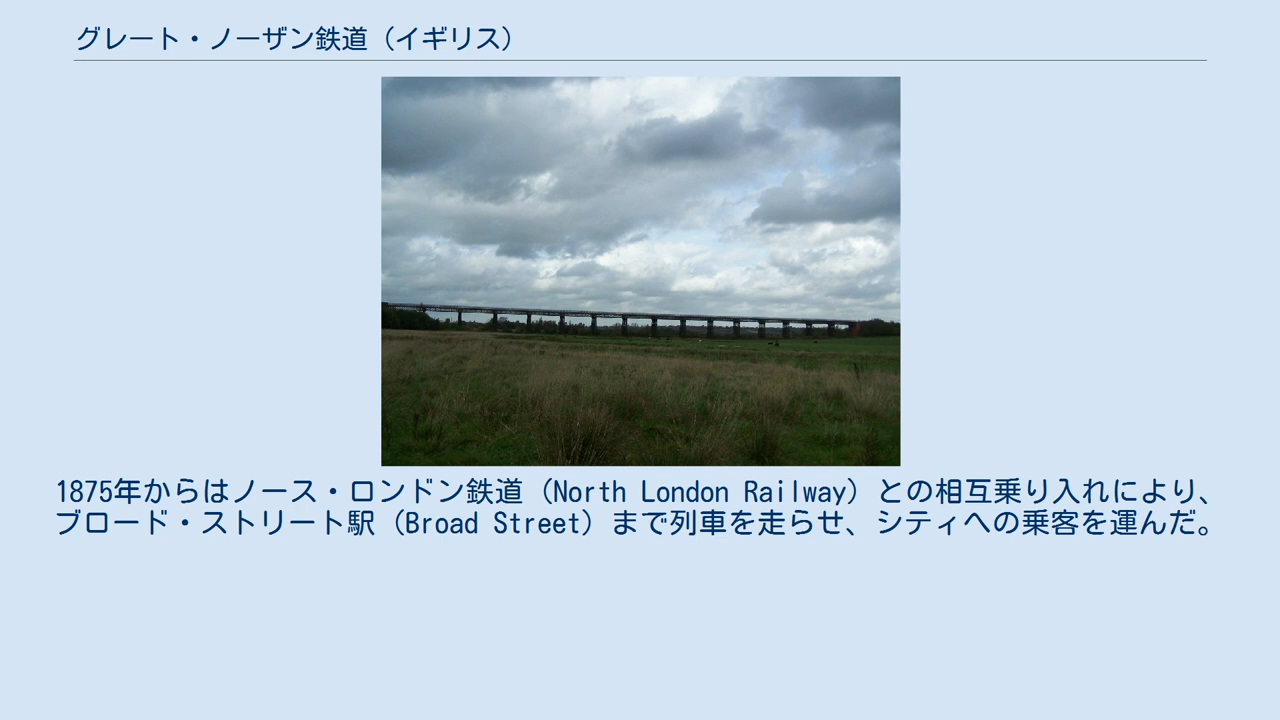 グレート・ノーザン鉄道（イギリス）
1875年からはノース・ロンドン鉄道（North London Railway）との相互乗り入れにより、
ブロード・ストリート駅（Broad Street）まで列車を走らせ、シティへの乗客を運んだ。